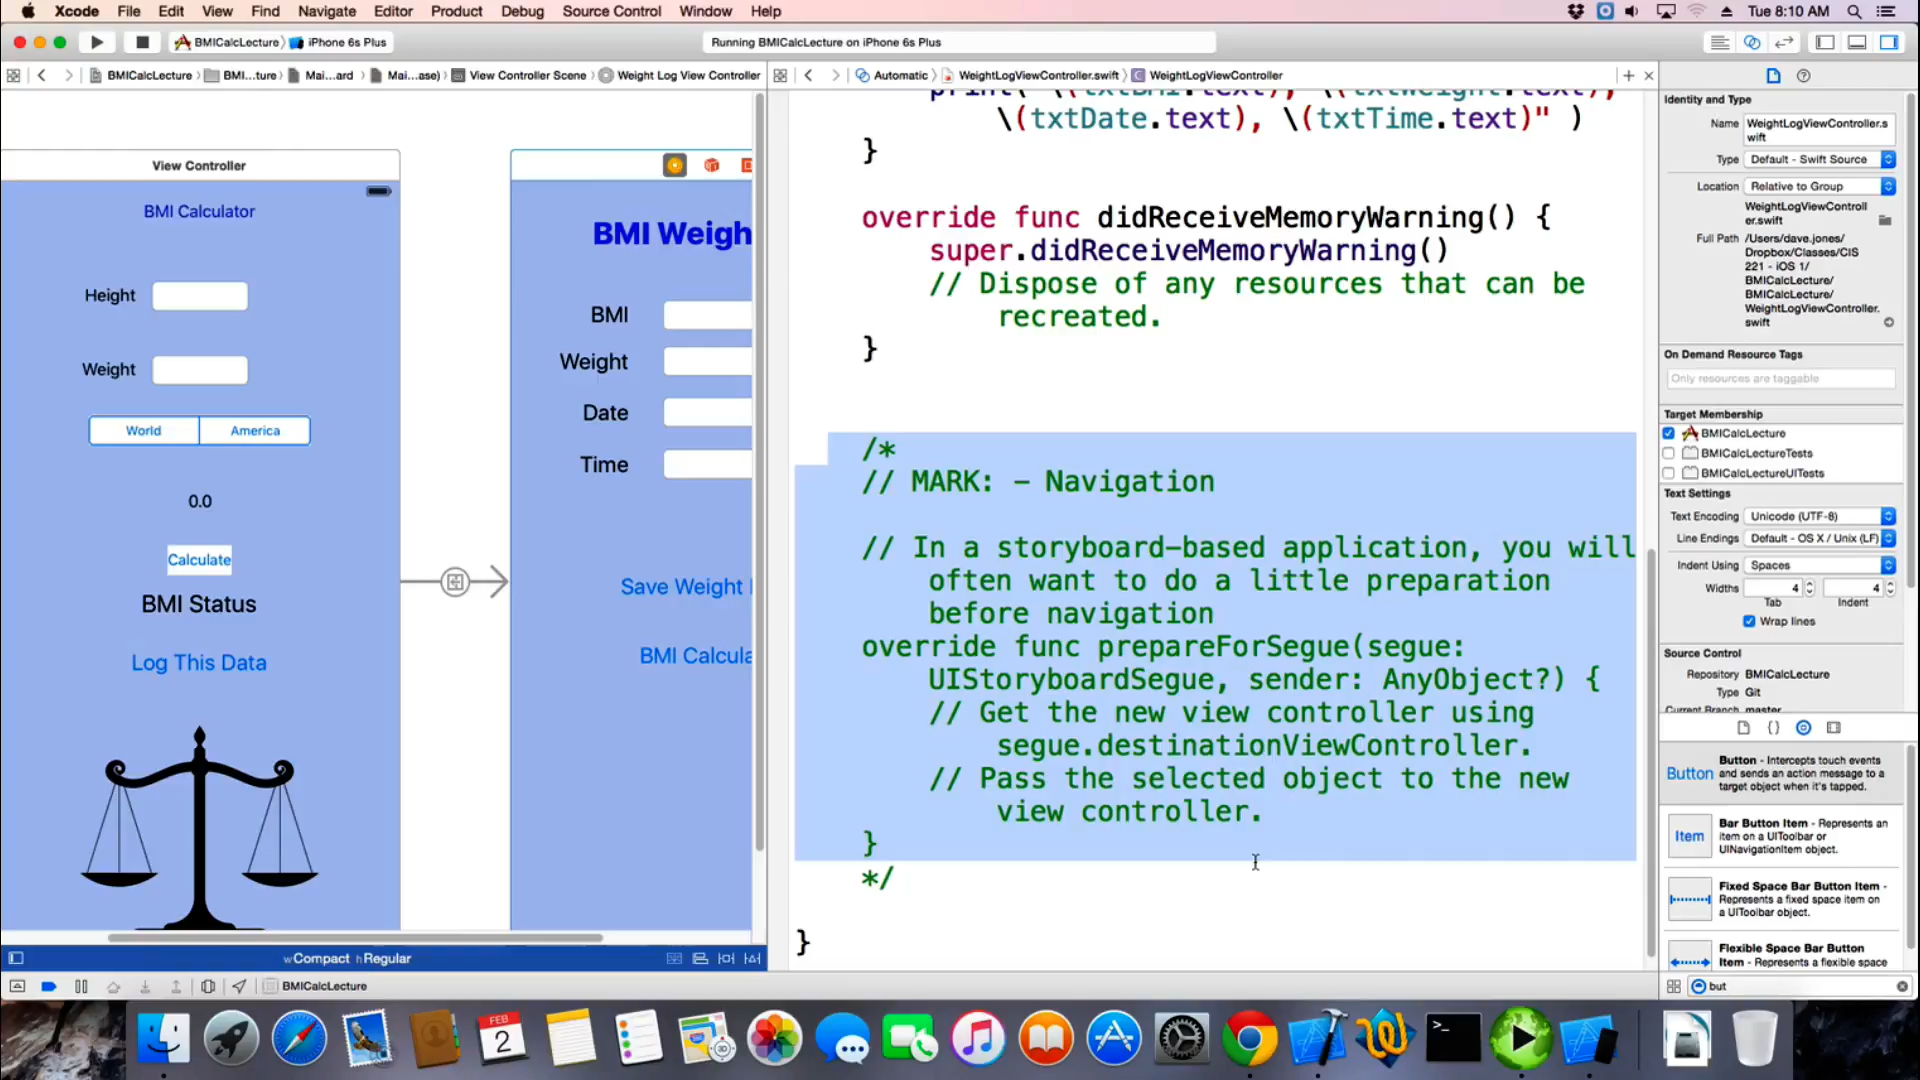 Xcode File Edit View Find Navigate Editor Product Debug Source Control Window Help Tue 8:10 AM
BMICalcLecture iPhone 6s Plus
Running BMICalcLecture on iPhone 6s Plus
BMICalcLecture BMI...ture Mai...ard Mai...ase) View Controller Scene Weight Log View Controller
Automatic WeightLogViewController.swift WeightLogViewController
View Controller
BMI Calculator
Height
Weight
World America
0.0
Calculate
BMI Status
Log This Data
BMI Weigh
BMI
Weight
Date
Time
Save Weight
BMI Calcula
wCompact hRegular
BMICalcLecture
print( "\(txtBMI.text), \(txtWeight.text),
\(txtDate.text), \(txtTime.text)" )
}
override func didReceiveMemoryWarning() {
super.didReceiveMemoryWarning()
// Dispose of any resources that can be
recreated.
}
/*
// MARK: - Navigation
// In a storyboard-based application, you will
often want to do a little preparation
before navigation
override func prepareForSegue(segue:
UIStoryboardSegue, sender: AnyObject?) {
// Get the new view controller using
segue.destinationViewController.
// Pass the selected object to the new
view controller.
}
*/
}
Identity and Type
Name WeightLogViewController.s
wift
Type Default - Swift Source
Location Relative to Group
WeightLogViewControll
er.swift
Full Path /Users/dave.jones/
Dropbox/Classes/CIS
221 - iOS 1/
BMICalcLecture/
BMICalcLecture/
WeightLogViewController.
swift
On Demand Resource Tags
Only resources are taggable
Target Membership
BMICalcLecture
BMICalcLectureTests
BMICalcLectureUITests
Text Settings
Text Encoding Unicode (UTF-8)
Line Endings Default - OS X / Unix (LF)
Indent Using Spaces
Widths 4 4
Tab Indent
Wrap lines
Source Control
Repository BMICalcLecture
Type Git
Current Branch master
Button
Button - Intercepts touch events
and sends an action message to a
target object when it's tapped.
Item
Bar Button Item - Represents an
item on a UIToolbar or
UINavigationItem object.
Fixed Space Bar Button Item -
Represents a fixed space item on
a UIToolbar object.
Flexible Space Bar Button
Item - Represents a flexible space
but
FEB
2